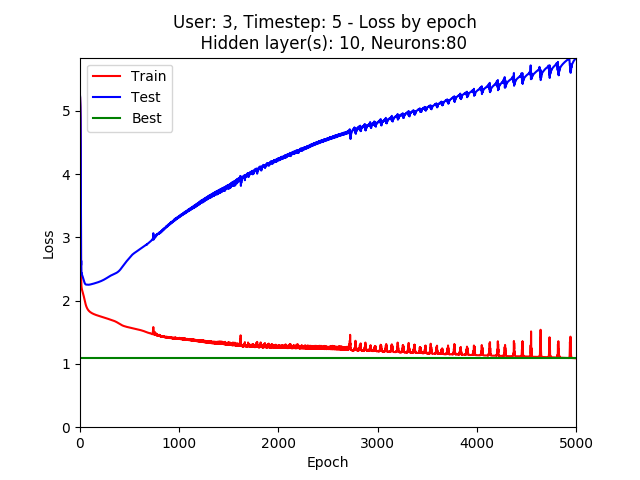 User: 3, Timestep: 5 - Loss by epoch
Hidden layer(s): 10, Neurons:80
Train
Test
Best
5
4
3
2
1
0
Loss
0 1000 2000 3000 4000 5000
Epoch